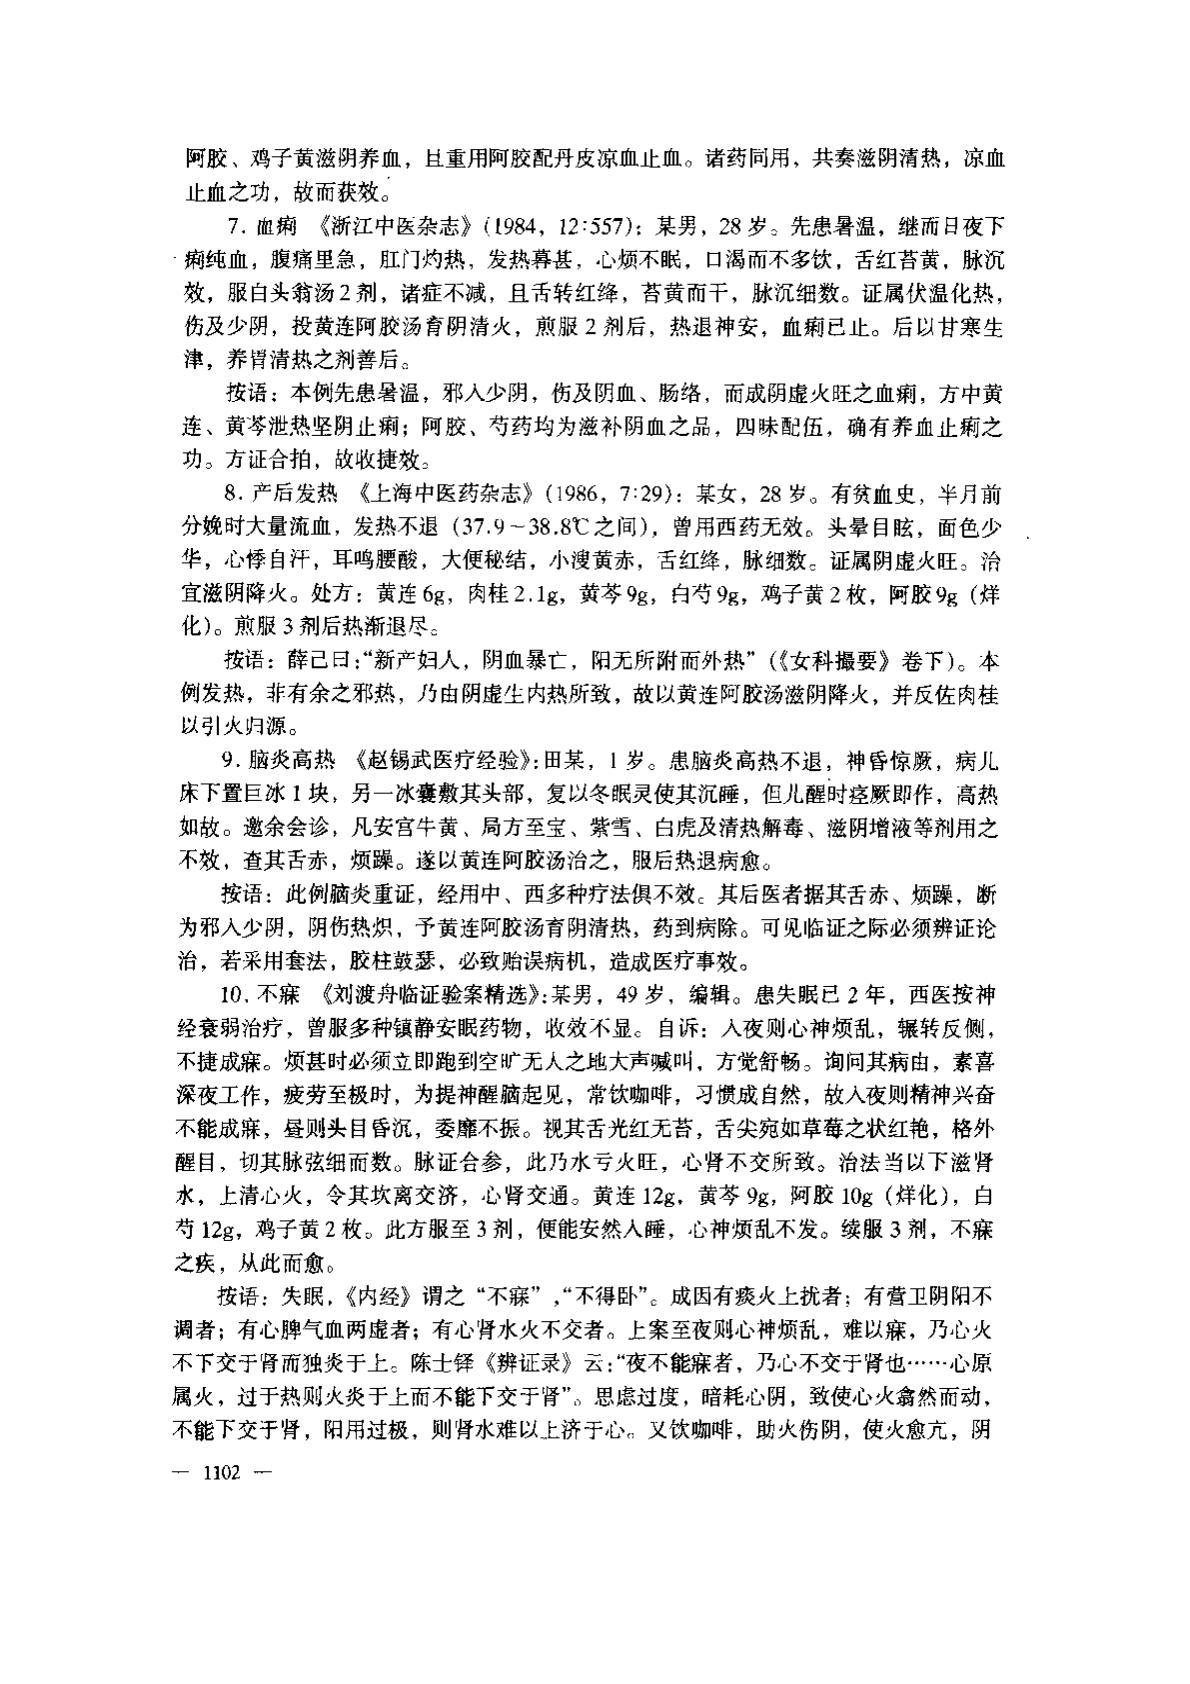 阿胶、鸡子黄滋阴养血，且重用阿胶配丹皮凉血止血。诸药同用，共奏滋阴清热，凉血
止血之功，故而获效。
7. 血痢 《浙江中医杂志》(1984，12:557)：某男，28岁。先患暑温，继而日夜下
痢纯血，腹痛里急，肛门灼热，发热暮甚，心烦不眠，口渴而不多饮，舌红苔黄，脉沉
效，服白头翁汤2剂，诸症不减，且舌转红绛，苔黄而干，脉沉细数。证属伏温化热，
伤及少阴，投黄连阿胶汤育阴清火，煎服2剂后，热退神安，血痢已止。后以甘寒生
津，养胃清热之剂善后。
按语：本例先患暑温，邪入少阴，伤及阴血、肠络，而成阴虚火旺之血痢，方中黄
连、黄芩泄热坚阴止痢；阿胶、芍药均为滋补阴血之品，四味配伍，确有养血止痢之
功。方证合拍，故收捷效。
8. 产后发热 《上海中医药杂志》(1986，7:29)：某女，28岁。有贫血史，半月前
分娩时大量流血，发热不退（37.9～38.8℃之间），曾用西药无效。头晕目眩，面色少
华，心悸自汗，耳鸣腰酸，大便秘结，小溲黄赤，舌红绛，脉细数。证属阴虚火旺。治
宜滋阴降火。处方：黄连6g，肉桂2.1g，黄芩9g，白芍9g，鸡子黄2枚，阿胶9g（烊
化）。煎服3剂后热渐退尽。
按语：薛己曰：“新产妇人，阴血暴亡，阳无所附而外热”（《女科撮要》卷下）。本
例发热，非有余之邪热，乃由阴虚生内热所致，故以黄连阿胶汤滋阴降火，并反佐肉桂
以引火归源。
9. 脑炎高热 《赵锡武医疗经验》：田某，1岁。患脑炎高热不退，神昏惊厥，病儿
床下置巨冰1块，另一冰囊敷其头部，复以冬眠灵使其沉睡，但儿醒时痉厥即作，高热
如故。邀余会诊，凡安宫牛黄、局方至宝、紫雪、白虎及清热解毒、滋阴增液等剂用之
不效，查其舌赤，烦躁。遂以黄连阿胶汤治之，服后热退病愈。
按语：此例脑炎重证，经用中、西多种疗法俱不效。其后医者据其舌赤、烦躁，断
为邪入少阴，阴伤热炽，予黄连阿胶汤育阴清热，药到病除。可见临证之际必须辨证论
治，若采用套法，胶柱鼓瑟，必致贻误病机，造成医疗事效。
10. 不寐 《刘渡舟临证验案精选》：某男，49岁，编辑。患失眠已2年，西医按神
经衰弱治疗，曾服多种镇静安眠药物，收效不显。自诉：入夜则心神烦乱，辗转反侧，
不捷成寐。烦甚时必须立即跑到空旷无人之地大声喊叫，方觉舒畅。询问其病由，素喜
深夜工作，疲劳至极时，为提神醒脑起见，常饮咖啡，习惯成自然，故入夜则精神兴奋
不能成寐，昼则头目昏沉，委靡不振。视其舌光红无苔，舌尖宛如草莓之状红艳，格外
醒目，切其脉弦细而数。脉证合参，此乃水亏火旺，心肾不交所致。治法当以下滋肾
水，上清心火，令其坎离交济，心肾交通。黄连12g，黄芩9g，阿胶10g（烊化），白
芍12g，鸡子黄2枚。此方服至3剂，便能安然入睡，心神烦乱不发。续服3剂，不寐
之疾，从此而愈。
按语：失眠，《内经》谓之“不寐”，“不得卧”。成因有痰火上扰者；有营卫阴阳不
调者；有心脾气血两虚者；有心肾水火不交者。上案至夜则心神烦乱，难以寐，乃心火
不下交于肾而独炎于上。陈士铎《辨证录》云：“夜不能寐者，乃心不交于肾也……心原
属火，过于热则火炎于上而不能下交于肾”。思虑过度，暗耗心阴，致使心火翕然而动，
不能下交于肾，阳用过极，则肾水难以上济于心。又饮咖啡，助火伤阴，使火愈亢，阴
— 1102 —